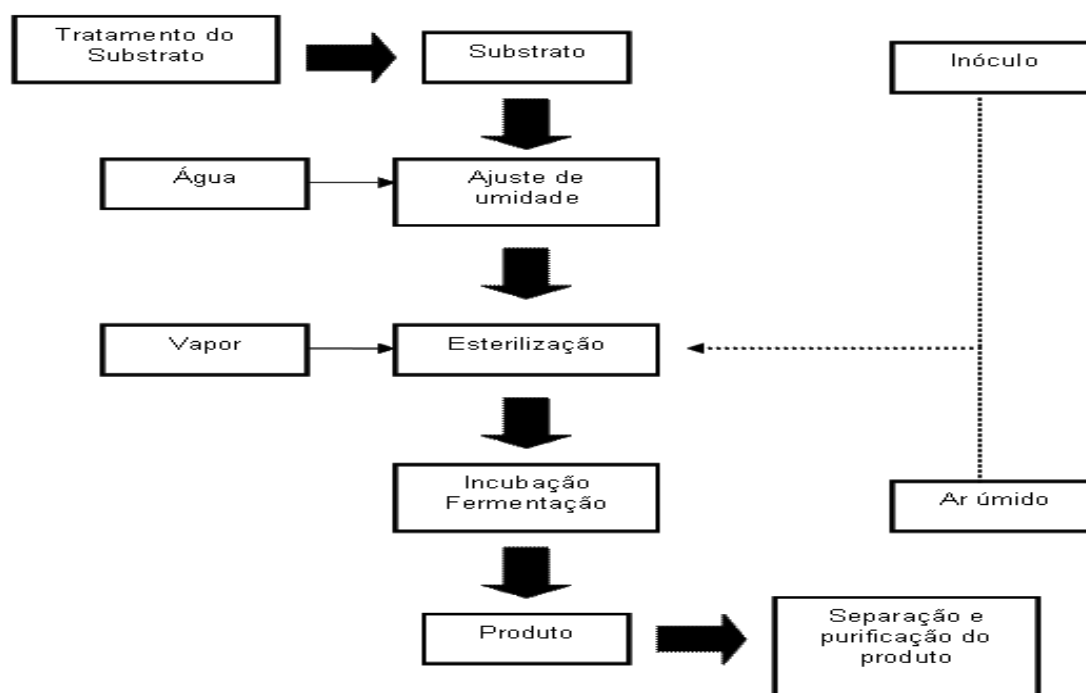 Tratamento do
Substrato
Substrato
Inóculo
Água
Ajuste de
umidade
Vapor
Esterilização
Incubação
Fermentação
Ar úmido
Produto
Separação e
purificação do
produto